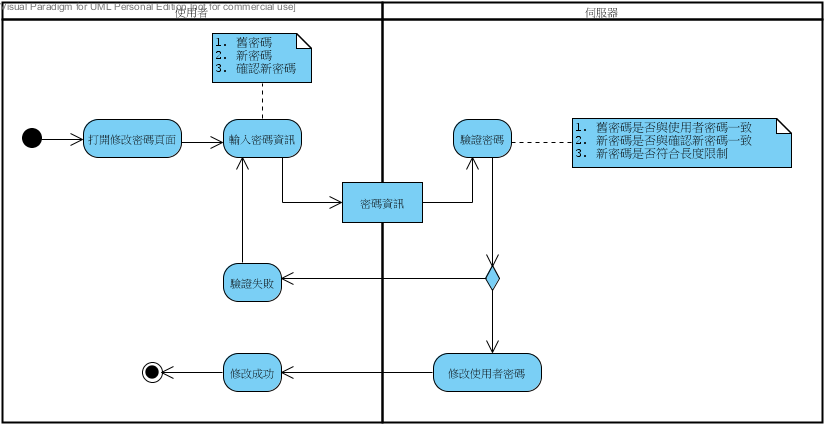 Visual Paradigm for UML Personal Edition [not for commercial use]
使用者
伺服器
1. 舊密碼
2. 新密碼
3. 確認新密碼
打開修改密碼頁面
輸入密碼資訊
驗證密碼
1. 舊密碼是否與使用者密碼一致
2. 新密碼是否與確認新密碼一致
3. 新密碼是否符合長度限制
密碼資訊
驗證失敗
修改成功
修改使用者密碼